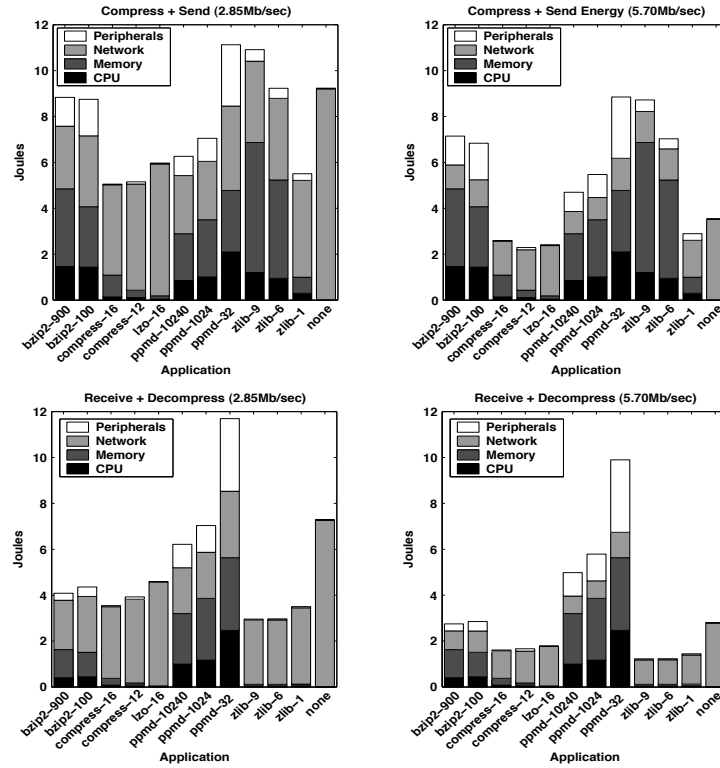 Compress + Send (2.85Mb/sec)
12
10
8
6
4
2
0
Joules
Peripherals
Network
Memory
CPU
bzip2−900
bzip2−100
compress−16
compress−12
lzo−16
ppmd−10240
ppmd−1024
ppmd−32
zlib−9
zlib−6
zlib−1
none
Application
Compress + Send Energy (5.70Mb/sec)
12
10
8
6
4
2
0
Joules
Peripherals
Network
Memory
CPU
bzip2−900
bzip2−100
compress−16
compress−12
lzo−16
ppmd−10240
ppmd−1024
ppmd−32
zlib−9
zlib−6
zlib−1
none
Application
Receive + Decompress (2.85Mb/sec)
12
10
8
6
4
2
0
Joules
Peripherals
Network
Memory
CPU
bzip2−900
bzip2−100
compress−16
compress−12
lzo−16
ppmd−10240
ppmd−1024
ppmd−32
zlib−9
zlib−6
zlib−1
none
Application
Receive + Decompress (5.70Mb/sec)
12
10
8
6
4
2
0
Joules
Peripherals
Network
Memory
CPU
bzip2−900
bzip2−100
compress−16
compress−12
lzo−16
ppmd−10240
ppmd−1024
ppmd−32
zlib−9
zlib−6
zlib−1
none
Application